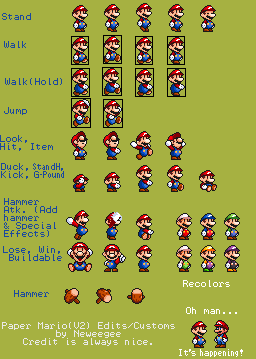 Stand
Walk
Walk(Hold)
Jump
Look,
Hit, Item
Duck, StandH,
Kick, G-Pound
Hammer
Atk. (Add
hammer
& Special
Effects)
Lose, Win,
Buildable
Recolors
Hammer
Oh man...
Paper Mario(V2) Edits/Customs
by Neweegee
Credit is always nice.
It's happening!